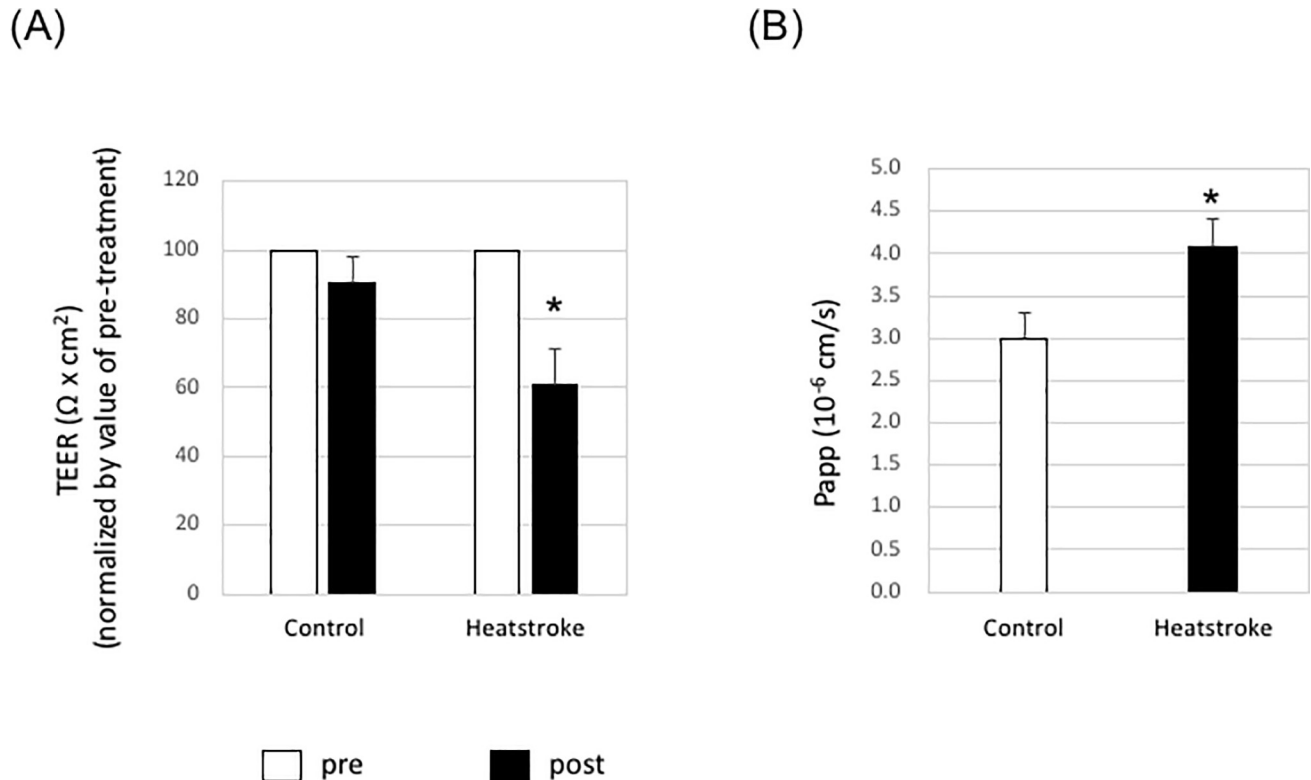 (A)
TEER (Ω x cm²)
(normalized by value of pre-treatment)
120
100
80
60
40
20
0
*
Control
Heatstroke
pre
post
(B)
Papp (10⁻⁶ cm/s)
5.0
4.5
4.0
3.5
3.0
2.5
2.0
1.5
1.0
0.5
0.0
*
Control
Heatstroke